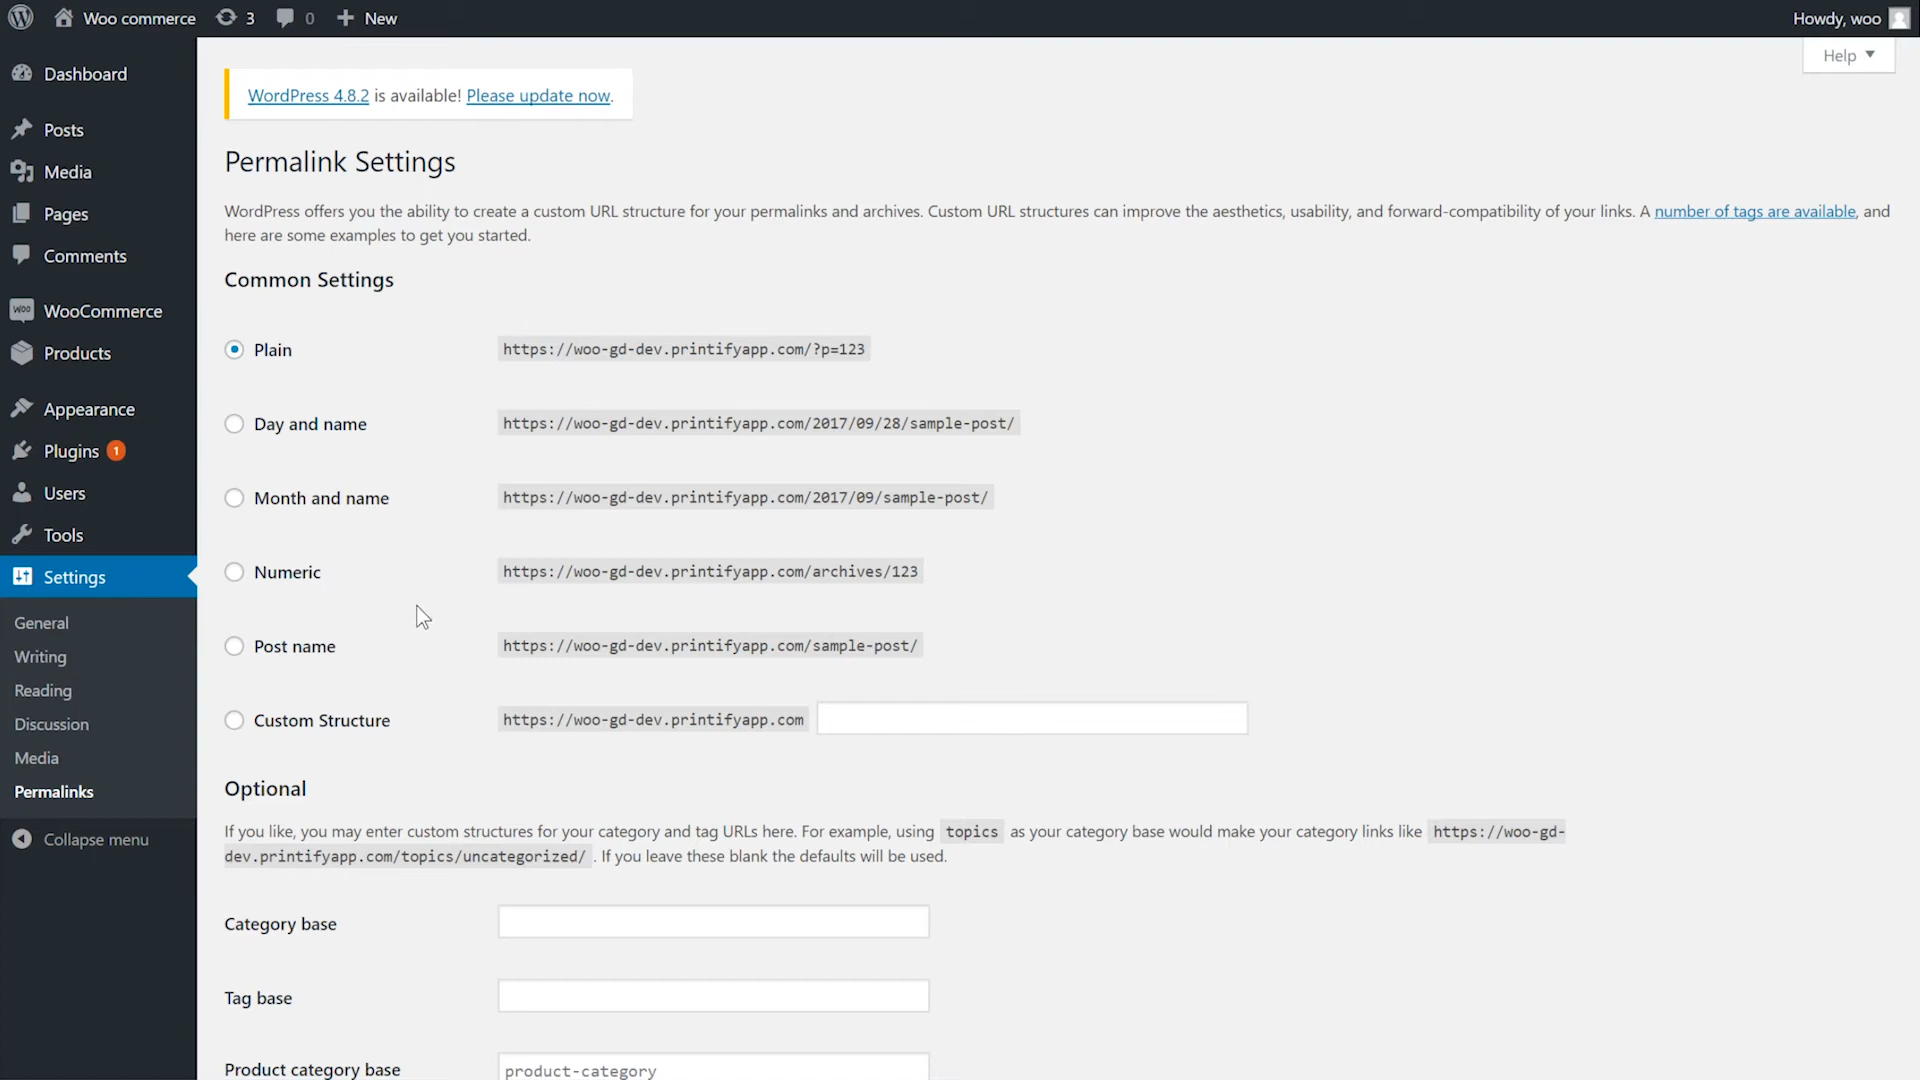 Woo commerce 3 0 New Howdy, woo
Help
Dashboard
Posts
Media
Pages
Comments
WOO WooCommerce
Products
Appearance
Plugins 1
Users
Tools
Settings
General
Writing
Reading
Discussion
Media
Permalinks
Collapse menu
WordPress 4.8.2 is available! Please update now.
Permalink Settings
WordPress offers you the ability to create a custom URL structure for your permalinks and archives. Custom URL structures can improve the aesthetics, usability, and forward-compatibility of your links. A number of tags are available, and
here are some examples to get you started.
Common Settings
Plain https://woo-gd-dev.printifyapp.com/?p=123
Day and name https://woo-gd-dev.printifyapp.com/2017/09/28/sample-post/
Month and name https://woo-gd-dev.printifyapp.com/2017/09/sample-post/
Numeric https://woo-gd-dev.printifyapp.com/archives/123
Post name https://woo-gd-dev.printifyapp.com/sample-post/
Custom Structure https://woo-gd-dev.printifyapp.com
Optional
If you like, you may enter custom structures for your category and tag URLs here. For example, using topics as your category base would make your category links like https://woo-gd-
dev.printifyapp.com/topics/uncategorized/ . If you leave these blank the defaults will be used.
Category base
Tag base
Product category base product-category